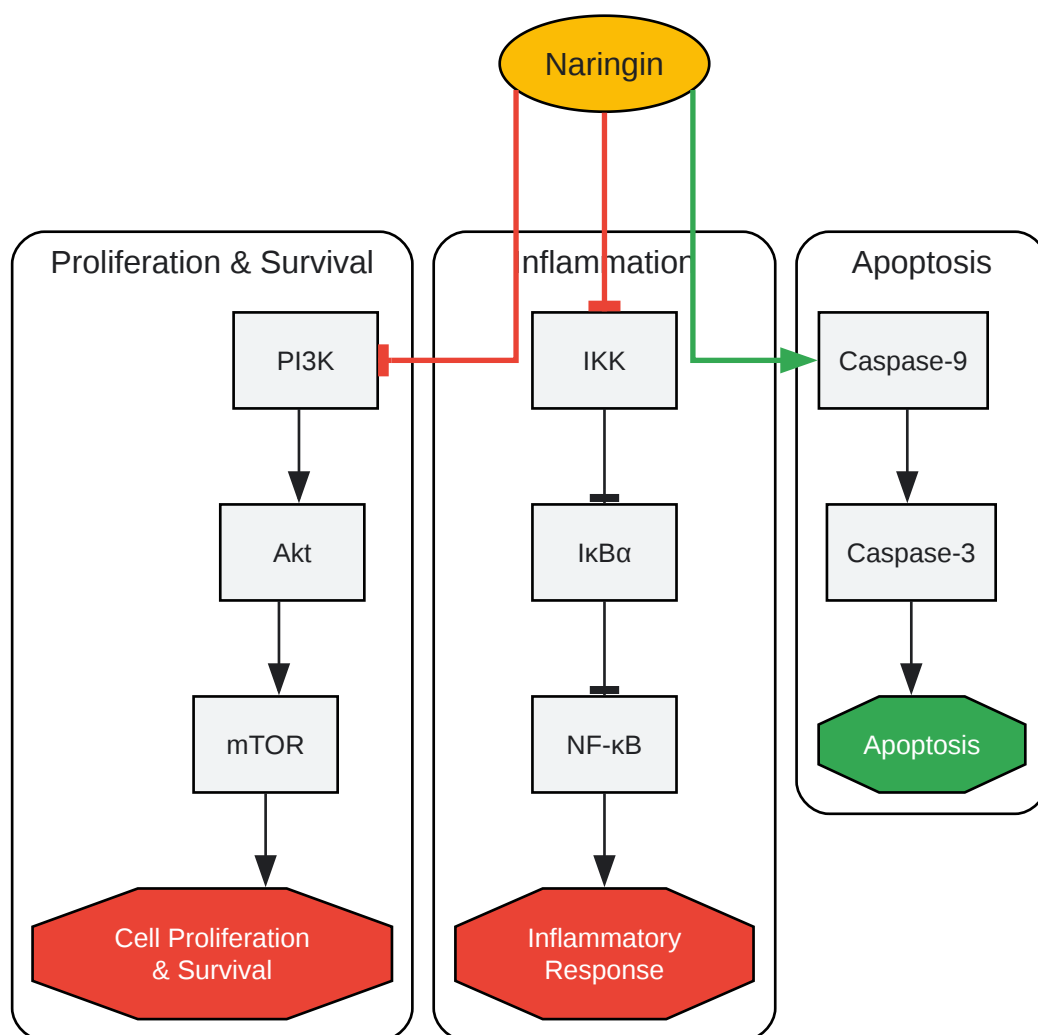 Naringin
Proliferation & Survival
Inflammation
Apoptosis
PI3K
IKK
Caspase-9
Akt
IκBα
Caspase-3
mTOR
NF-κB
Apoptosis
Cell Proliferation
& Survival
Inflammatory
Response